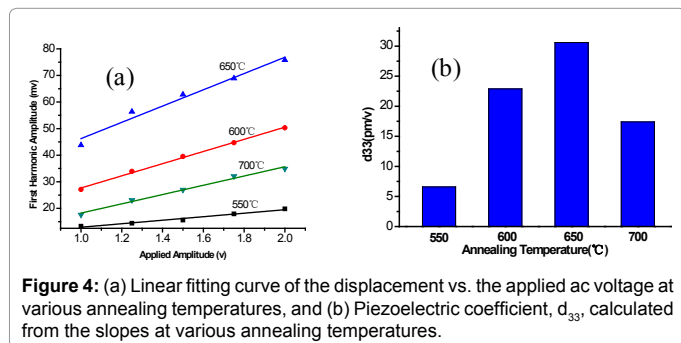 (a)
First Harmonic Amplitude (mv)
80
70
60
50
40
30
20
650℃
600℃
700℃
550℃
1.0 1.2 1.4 1.6 1.8 2.0
Applied Amplitude (v)
(b)
d33(pm/v)
30
25
20
15
10
5
0
550 600 650 700
Annealing Temperature(℃)
Figure 4: (a) Linear fitting curve of the displacement vs. the applied ac voltage at
various annealing temperatures, and (b) Piezoelectric coefficient, d33, calculated
from the slopes at various annealing temperatures.